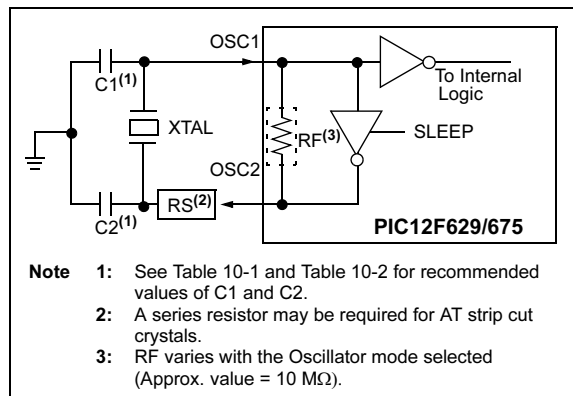 OSC1
C1(1)
To Internal
Logic
XTAL
RF(3)
SLEEP
OSC2
C2(1)
RS(2)
PIC12F629/675
Note 1: See Table 10-1 and Table 10-2 for recommended
values of C1 and C2.
2: A series resistor may be required for AT strip cut
crystals.
3: RF varies with the Oscillator mode selected
(Approx. value = 10 MΩ).